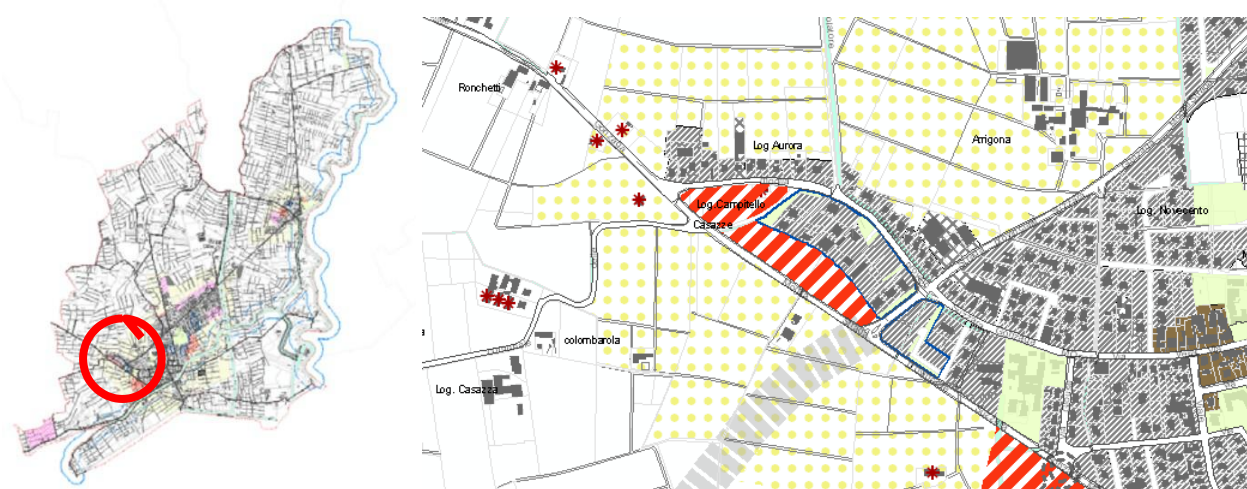 Ronchetti
Log Aurora
Arrigona
Log.Campitello
Casazze
Log. Novecento
colombarola
Log. Casazza